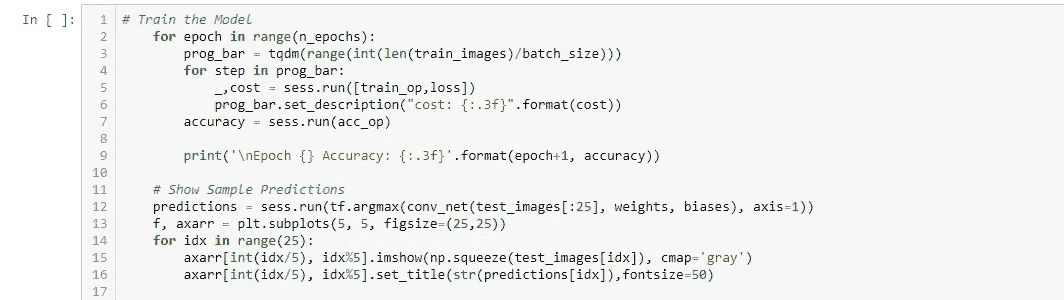 In [ ]:
1 # Train the Model
2     for epoch in range(n_epochs):
3         prog_bar = tqdm(range(int(len(train_images)/batch_size)))
4         for step in prog_bar:
5             _,cost = sess.run([train_op,loss])
6             prog_bar.set_description("cost: {:.3f}".format(cost))
7         accuracy = sess.run(acc_op)
8
9         print('\nEpoch {} Accuracy: {:.3f}'.format(epoch+1, accuracy))
10
11     # Show Sample Predictions
12     predictions = sess.run(tf.argmax(conv_net(test_images[:25], weights, biases), axis=1))
13     f, axarr = plt.subplots(5, 5, figsize=(25,25))
14     for idx in range(25):
15         axarr[int(idx/5), idx%5].imshow(np.squeeze(test_images[idx]), cmap='gray')
16         axarr[int(idx/5), idx%5].set_title(str(predictions[idx]),fontsize=50)
17